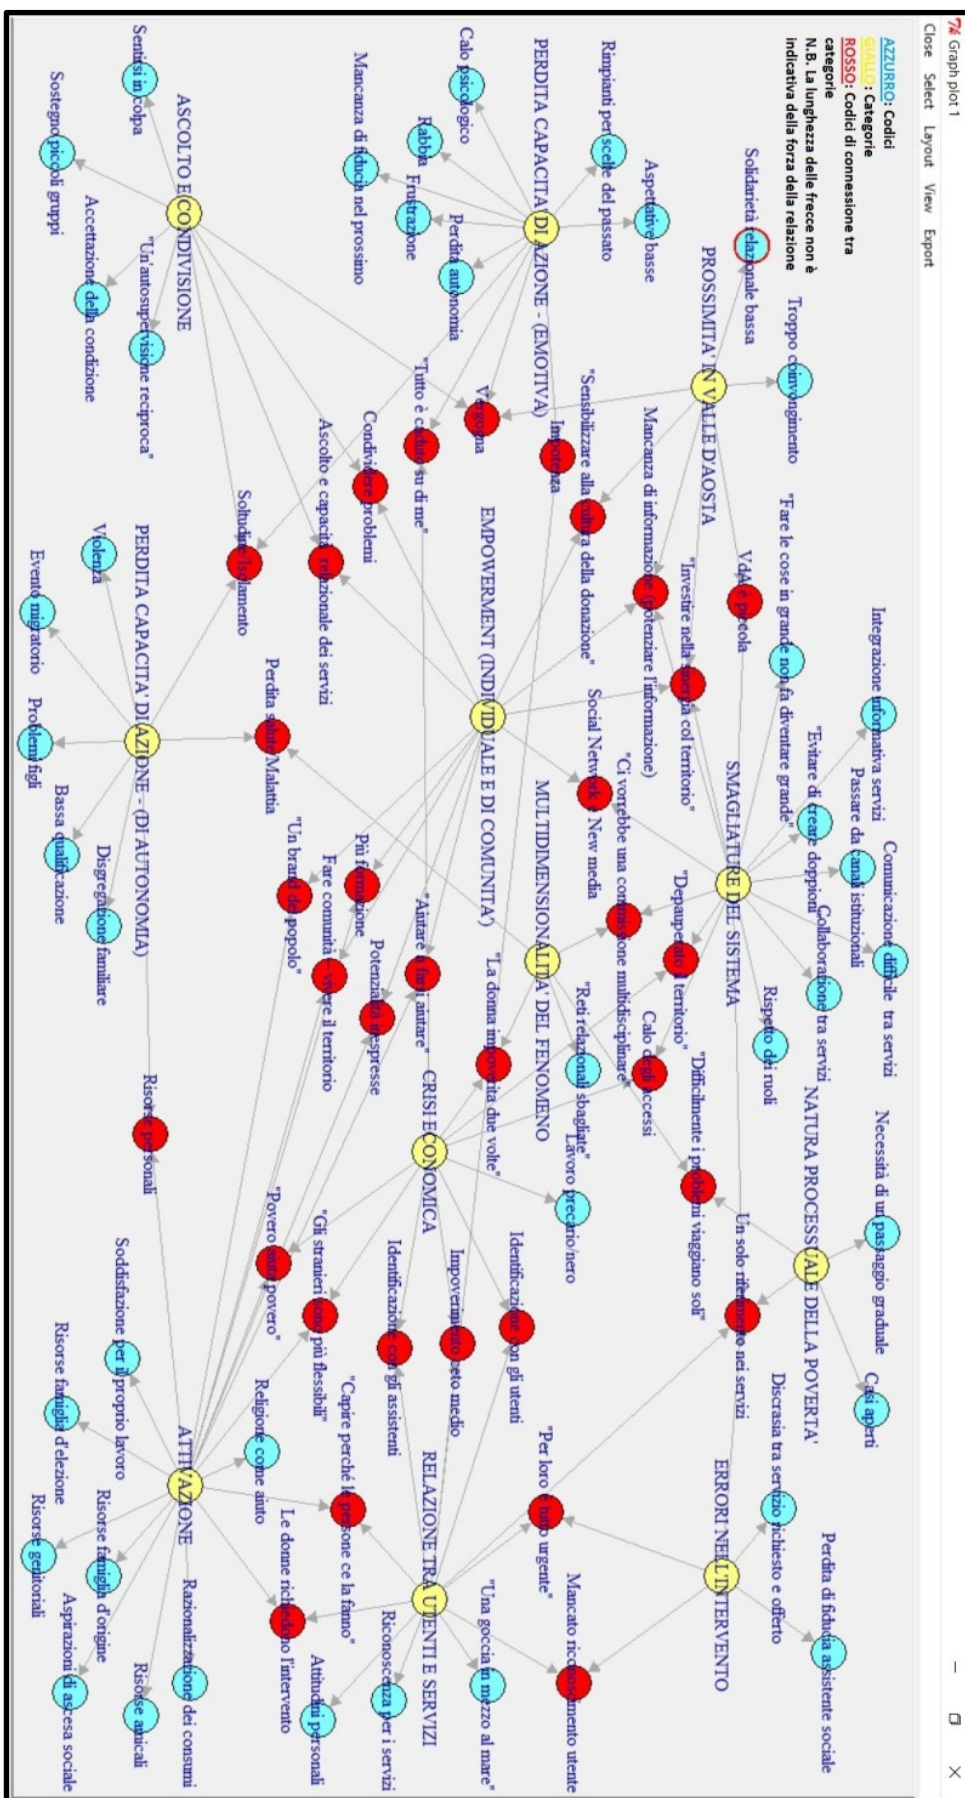 Graph plot 1
Close Select Layout View Export
AZZURRO: Codici
GIALLO: Categorie
ROSSO: Codici di connessione tra
categorie
N.B. La lunghezza delle frecce non è
indicativa della forza della relazione
Solidarietà relazionale bassa
Troppo coinvongimento
PROSSIMITA' IN VALLE D'AOSTA
VdA è piccola
"Fare le cose in grande non fa diventare grande"
Integrazione informativa servizi
"Evitare di creare doppioni"
Passare da canali istituzionali
Comunicazione difficile tra servizi
Collaborazione tra servizi
SMAGLIATURE DEL SISTEMA
Rispetto dei ruoli
Necessità di un passaggio graduale
NATURA PROCESSUALE DELLA POVERTA'
Casi aperti
Un solo riferimento nei servizi
"Difficilmente i problemi viaggiano soli"
Discrasia tra servizio richiesto e offerto
Perdita di fiducia assistente sociale
ERRORI NELL'INTERVENTO
Aspettative basse
Rimpianti per scelte del passato
PERDITA CAPACITA' DI AZIONE - (EMOTIVA)
Calo psicologico
Rabbia
Frustrazione
Mancanza di fiducia nel prossimo
Perdita autonomia
Vergogna
Impotenza
"Sensibilizzare alla cultura della donazione"
Mancanza di informazione (potenziare l'informazione)
"Investire nella sinergia col territorio"
Social Network e New media
"Ci vorrebbe una commissione multidisciplinare"
"Depauperato il territorio"
Calo degli accessi
MULTIDIMENSIONALITA' DEL FENOMENO
"Reti relazionali sbagliate"
Lavoro precario/nero
"La donna impoverita due volte"
EMPOWERMENT (INDIVIDUALE E DI COMUNITA')
"Tutto è caduto su di me"
Condividere problemi
Ascolto e capacità relazionale dei servizi
Solitudine/Isolamento
ASCOLTO E CONDIVISIONE
Sentirsi in colpa
Sostegno piccoli gruppi
Accettazione della condizione
"Un'autosupervisione reciproca"
PERDITA CAPACITA' DI AZIONE - (DI AUTONOMIA)
Violenza
Evento migratorio
Problemi figli
Bassa qualificazione
Disgregazione familiare
Perdita salute/Malattia
"Un brand del popolo"
Fare comunità - vivere il territorio
Più formazione
Potenzialità inespresse
"Aiutare a farsi aiutare"
CRISI ECONOMICA
Identificazione con gli utenti
Impoverimento ceto medio
Identificazione con gli assistenti
"Gli stranieri sono più flessibili"
"Povero aiuta povero"
Risorse personali
RELAZIONE TRA UTENTI E SERVIZI
"Per loro è tutto urgente"
Mancato riconoscimento utente
"Una goccia in mezzo al mare"
Riconoscenza per i servizi
Attitudini personali
"Capire perché le persone ce la fanno"
Le donne richiedono l'intervento
Religione come aiuto
ATTIVAZIONE
Soddisfazione per il proprio lavoro
Risorse famiglia d'elezione
Risorse genitoriali
Risorse famiglia d'origine
Aspirazioni di ascesa sociale
Risorse amicali
Razionalizzazione dei consumi